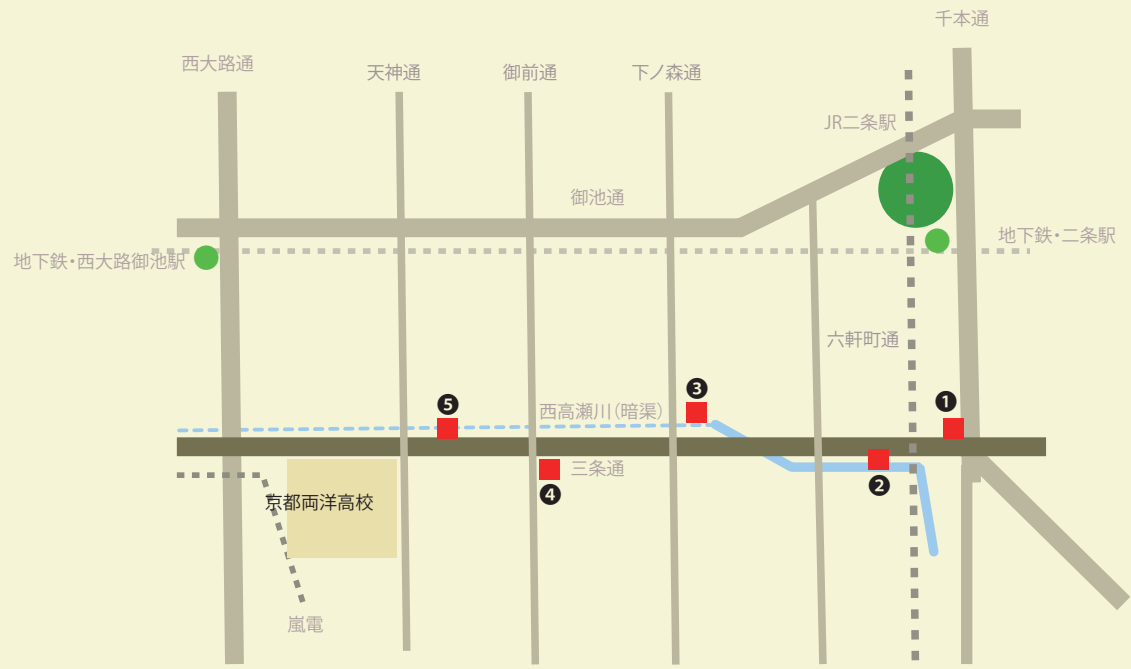 千本通
西大路通
天神通
御前通
下ノ森通
JR二条駅
御池通
地下鉄・二条駅
地下鉄・西大路御池駅
六軒町通
❸
❶
❺
西高瀬川(暗渠)
三条通
❷
❹
京都両洋高校
嵐電